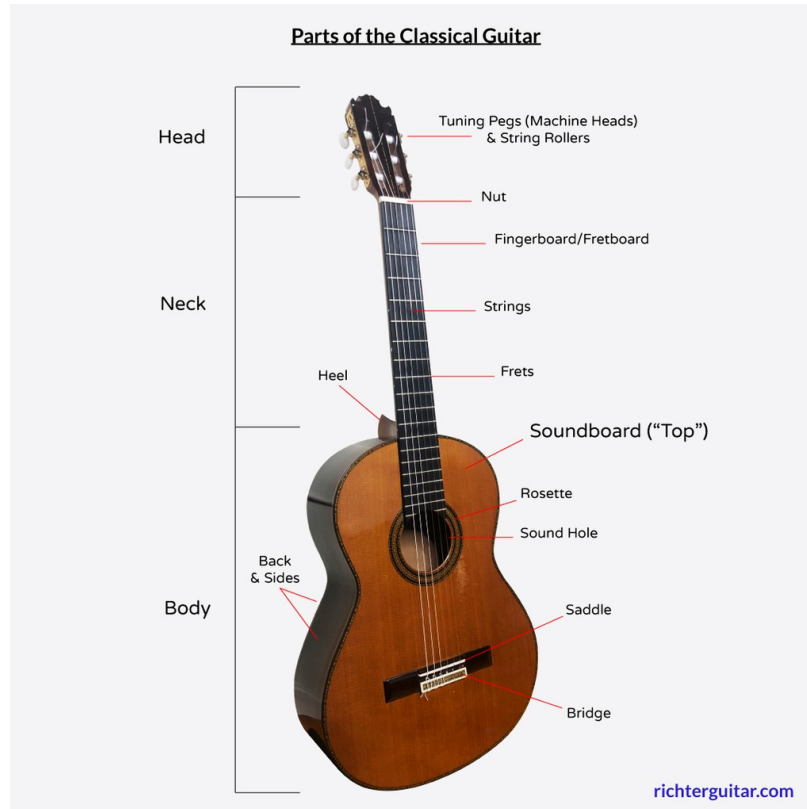 Parts of the Classical Guitar
Head
Tuning Pegs (Machine Heads)
& String Rollers
Nut
Fingerboard/Fretboard
Neck
Strings
Frets
Heel
Soundboard (“Top”)
Rosette
Sound Hole
Back
& Sides
Body
Saddle
Bridge
richterguitar.com